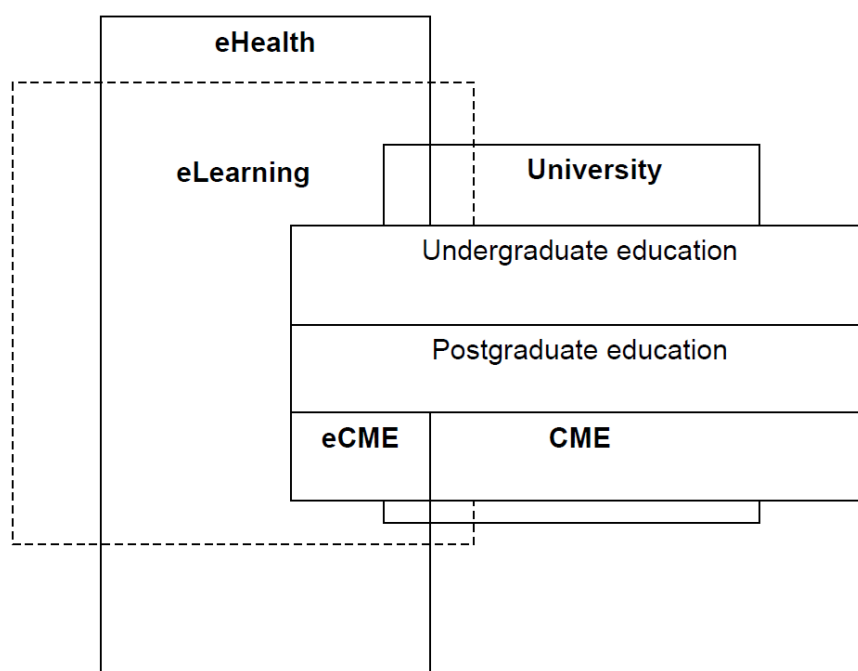 eHealth
eLearning
University
Undergraduate education
Postgraduate education
eCME
CME